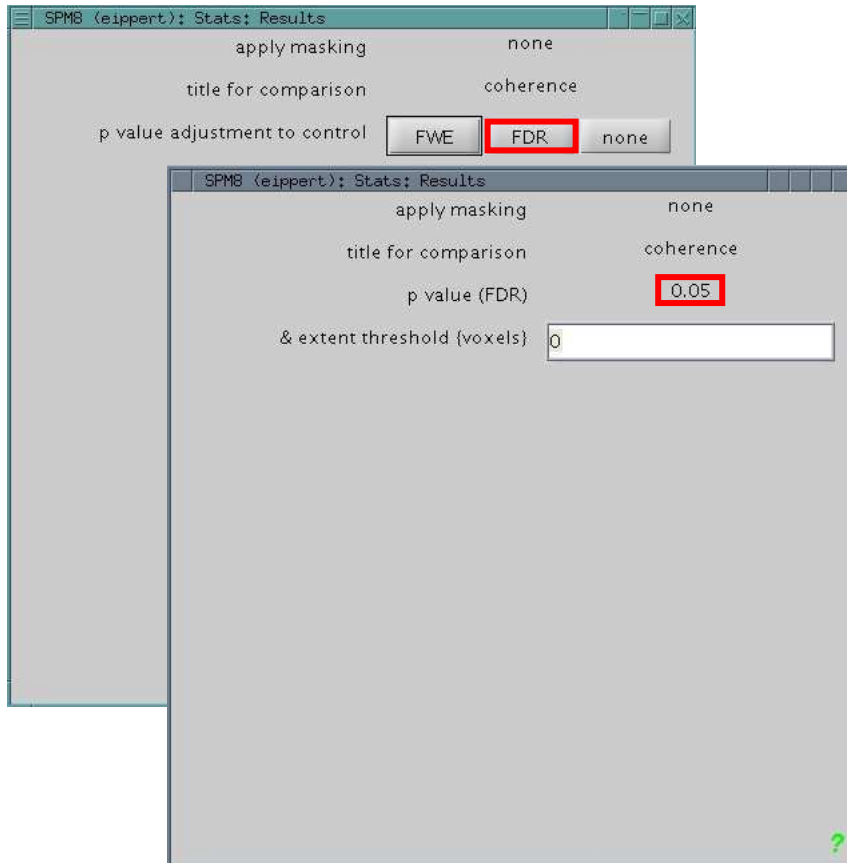 SPM8 (eippert): Stats: Results
apply masking none
title for comparison coherence
p value adjustment to control FWE FDR none
SPM8 (eippert): Stats: Results
apply masking none
title for comparison coherence
p value (FDR) 0.05
& extent threshold {voxels} 0
?